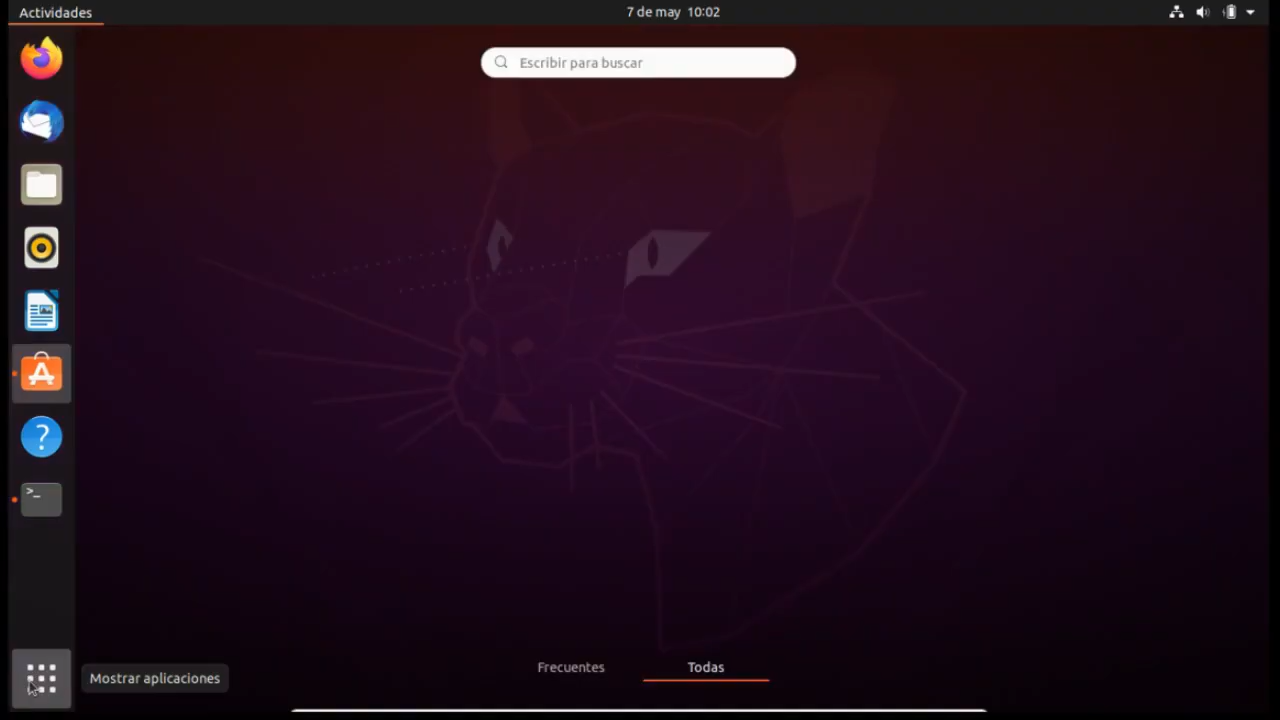 Actividades
7 de may 10:02
Escribir para buscar
?
>_
Frecuentes
Todas
Mostrar aplicaciones